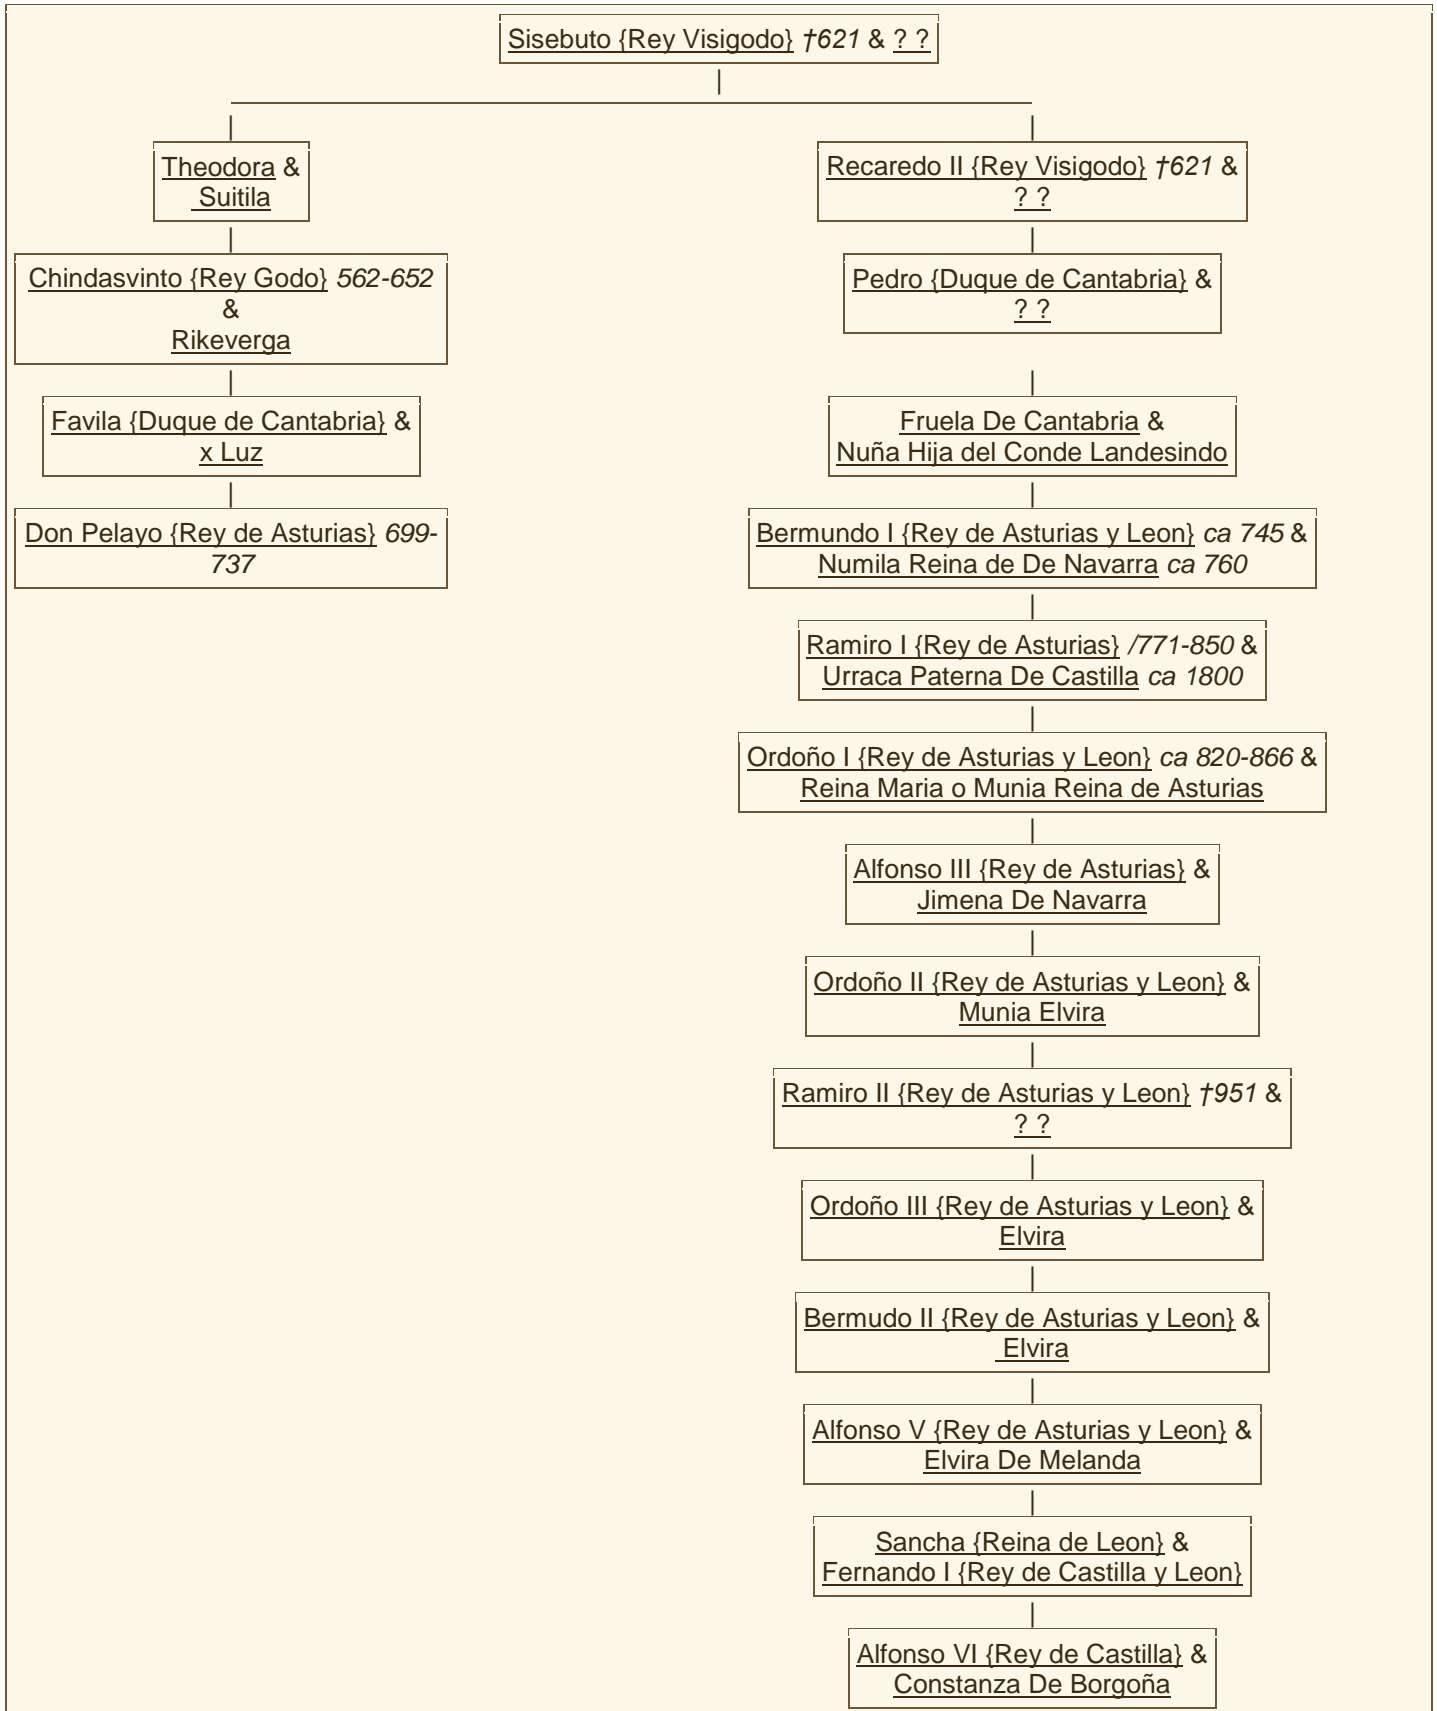 Sisebuto {Rey Visigodo} †621 & ? ?
Theodora &
Suitila
Recaredo II {Rey Visigodo} †621 &
? ?
Chindasvinto {Rey Godo} 562-652
&
Rikeverga
Pedro {Duque de Cantabria} &
? ?
Favila {Duque de Cantabria} &
x Luz
Fruela De Cantabria &
Nuña Hija del Conde Landesindo
Don Pelayo {Rey de Asturias} 699-
737
Bermundo I {Rey de Asturias y Leon} ca 745 &
Numila Reina de De Navarra ca 760
Ramiro I {Rey de Asturias} /771-850 &
Urraca Paterna De Castilla ca 1800
Ordoño I {Rey de Asturias y Leon} ca 820-866 &
Reina Maria o Munia Reina de Asturias
Alfonso III {Rey de Asturias} &
Jimena De Navarra
Ordoño II {Rey de Asturias y Leon} &
Munia Elvira
Ramiro II {Rey de Asturias y Leon} †951 &
? ?
Ordoño III {Rey de Asturias y Leon} &
Elvira
Bermudo II {Rey de Asturias y Leon} &
Elvira
Alfonso V {Rey de Asturias y Leon} &
Elvira De Melanda
Sancha {Reina de Leon} &
Fernando I {Rey de Castilla y Leon}
Alfonso VI {Rey de Castilla} &
Constanza De Borgoña